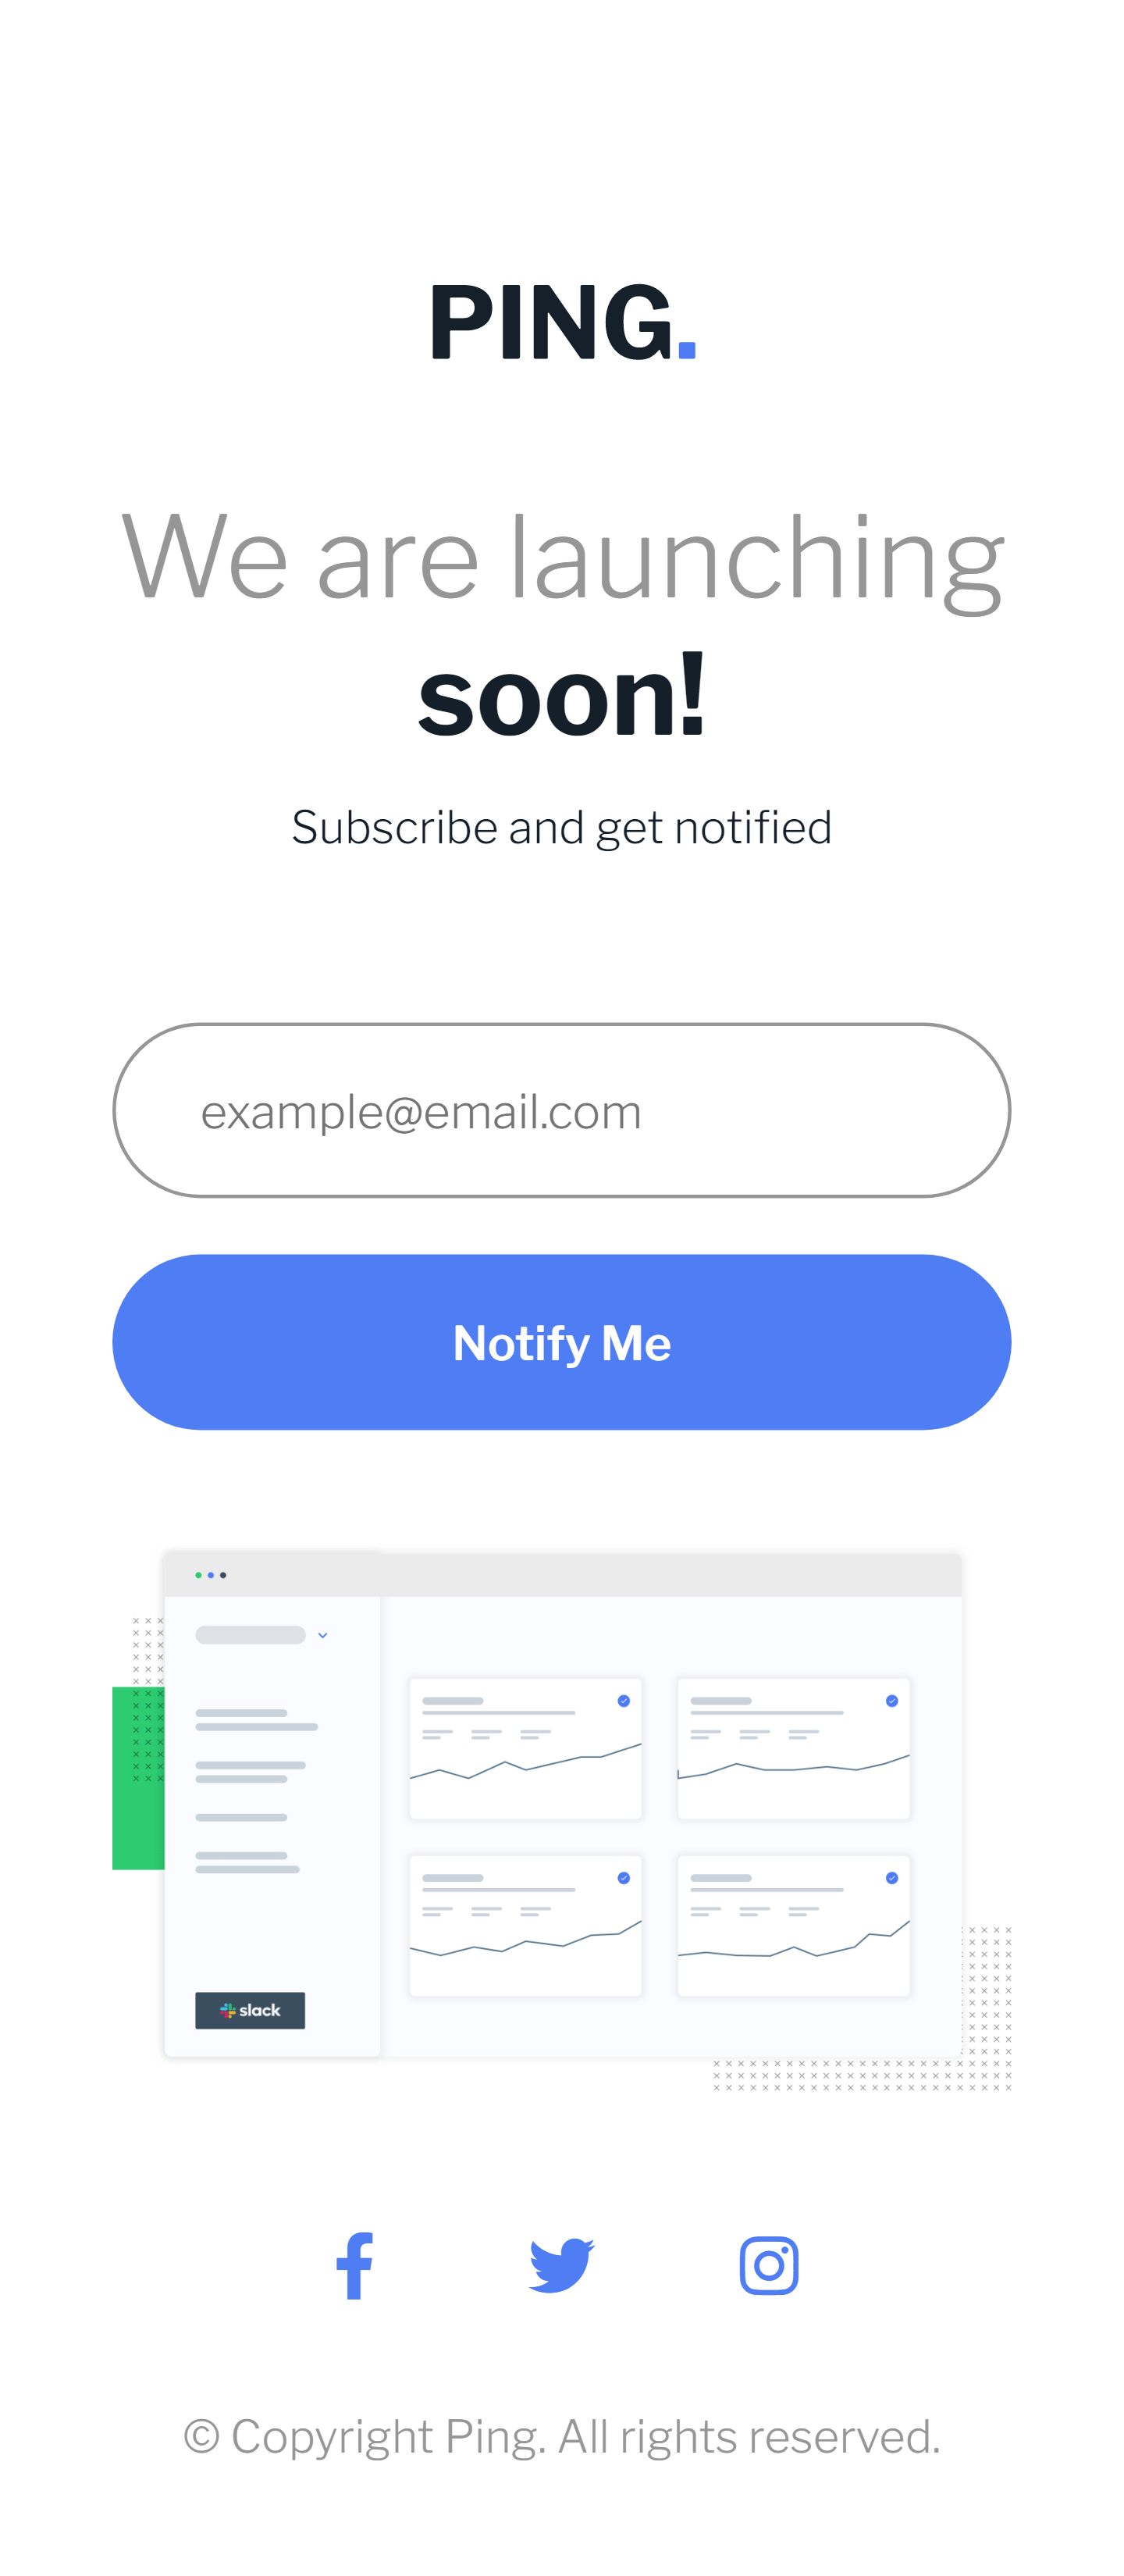 PING.
We are launching
soon!
Subscribe and get notified
example@email.com
Notify Me
slack
© Copyright Ping. All rights reserved.